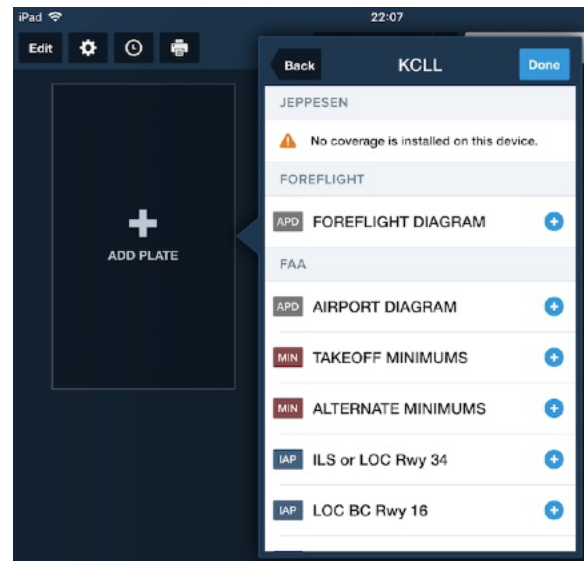 iPad 22:07
Edit
Back KCLL Done
JEPPESEN
No coverage is installed on this device.
FOREFLIGHT
APD FOREFLIGHT DIAGRAM
ADD PLATE
FAA
APD AIRPORT DIAGRAM
MIN TAKEOFF MINIMUMS
MIN ALTERNATE MINIMUMS
IAP ILS or LOC Rwy 34
IAP LOC BC Rwy 16